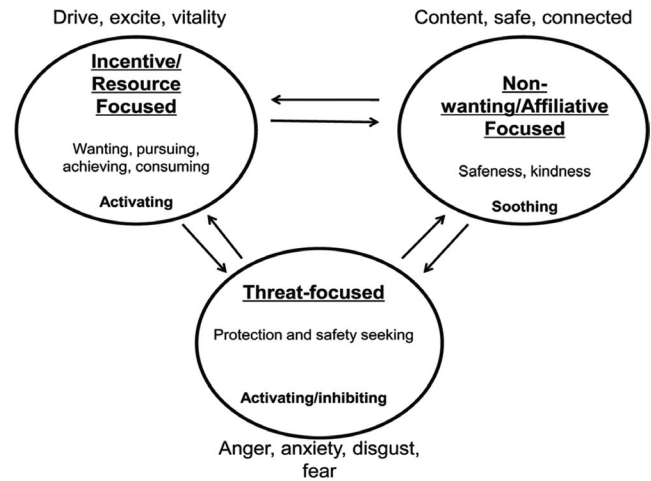 Drive, excite, vitality
Incentive/
Resource
Focused
Wanting, pursuing,
achieving, consuming
Activating
Content, safe, connected
Non-
wanting/Affiliative
Focused
Safeness, kindness
Soothing
Threat-focused
Protection and safety seeking
Activating/inhibiting
Anger, anxiety, disgust,
fear